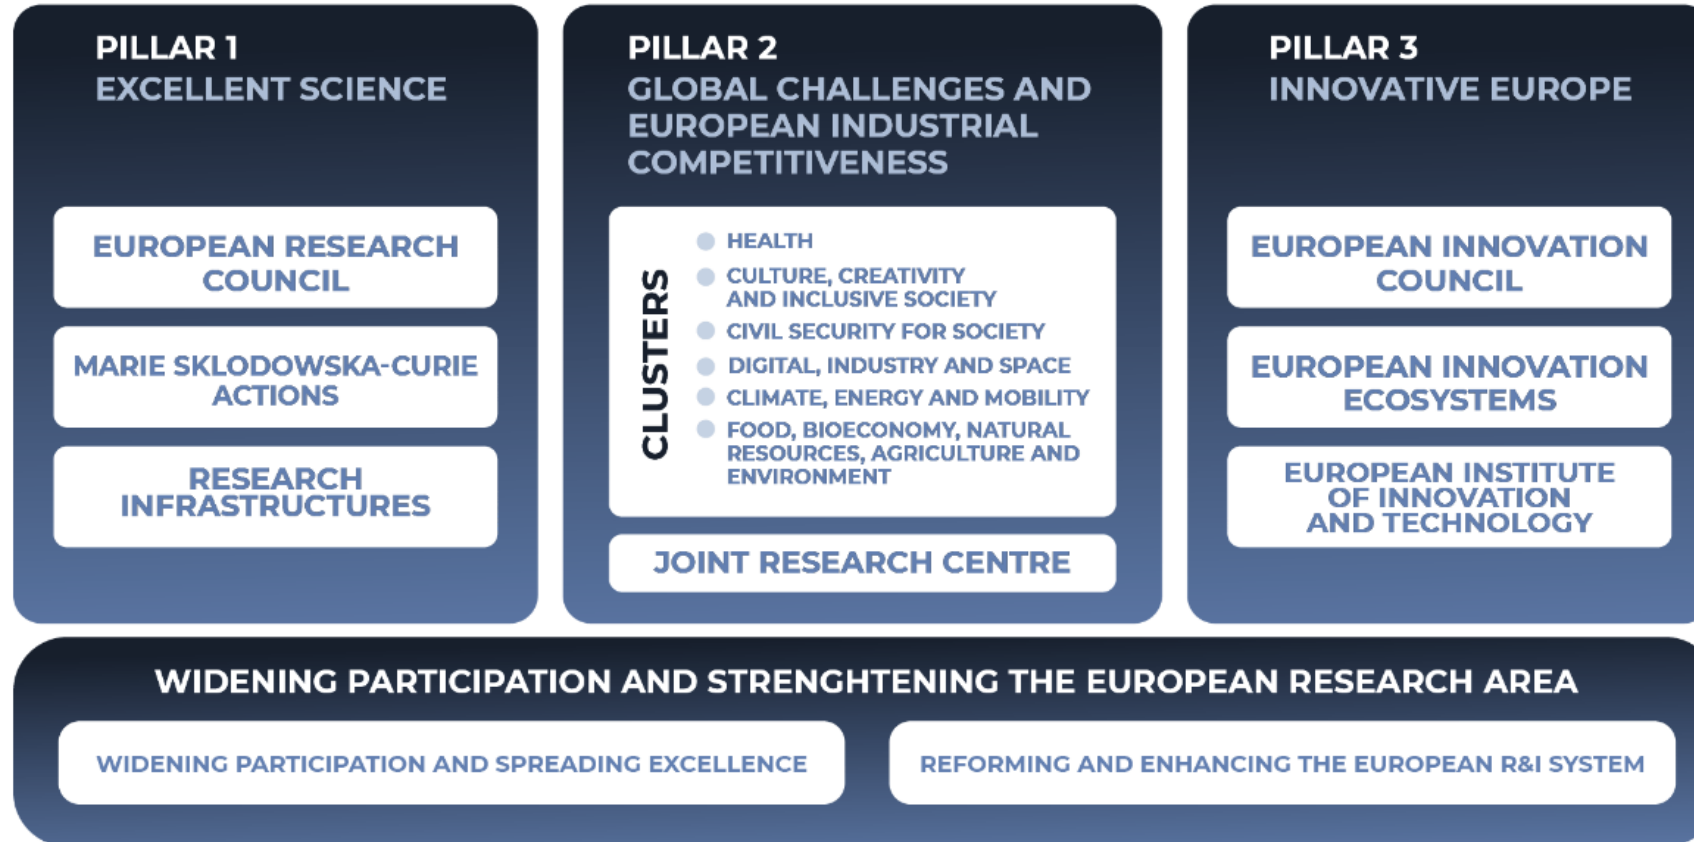 PILLAR 1
EXCELLENT SCIENCE
EUROPEAN RESEARCH
COUNCIL
MARIE SKLODOWSKA-CURIE
ACTIONS
RESEARCH
INFRASTRUCTURES
PILLAR 2
GLOBAL CHALLENGES AND
EUROPEAN INDUSTRIAL
COMPETITIVENESS
CLUSTERS
HEALTH
CULTURE, CREATIVITY
AND INCLUSIVE SOCIETY
CIVIL SECURITY FOR SOCIETY
DIGITAL, INDUSTRY AND SPACE
CLIMATE, ENERGY AND MOBILITY
FOOD, BIOECONOMY, NATURAL
RESOURCES, AGRICULTURE AND
ENVIRONMENT
JOINT RESEARCH CENTRE
PILLAR 3
INNOVATIVE EUROPE
EUROPEAN INNOVATION
COUNCIL
EUROPEAN INNOVATION
ECOSYSTEMS
EUROPEAN INSTITUTE
OF INNOVATION
AND TECHNOLOGY
WIDENING PARTICIPATION AND STRENGHTENING THE EUROPEAN RESEARCH AREA
WIDENING PARTICIPATION AND SPREADING EXCELLENCE
REFORMING AND ENHANCING THE EUROPEAN R&I SYSTEM